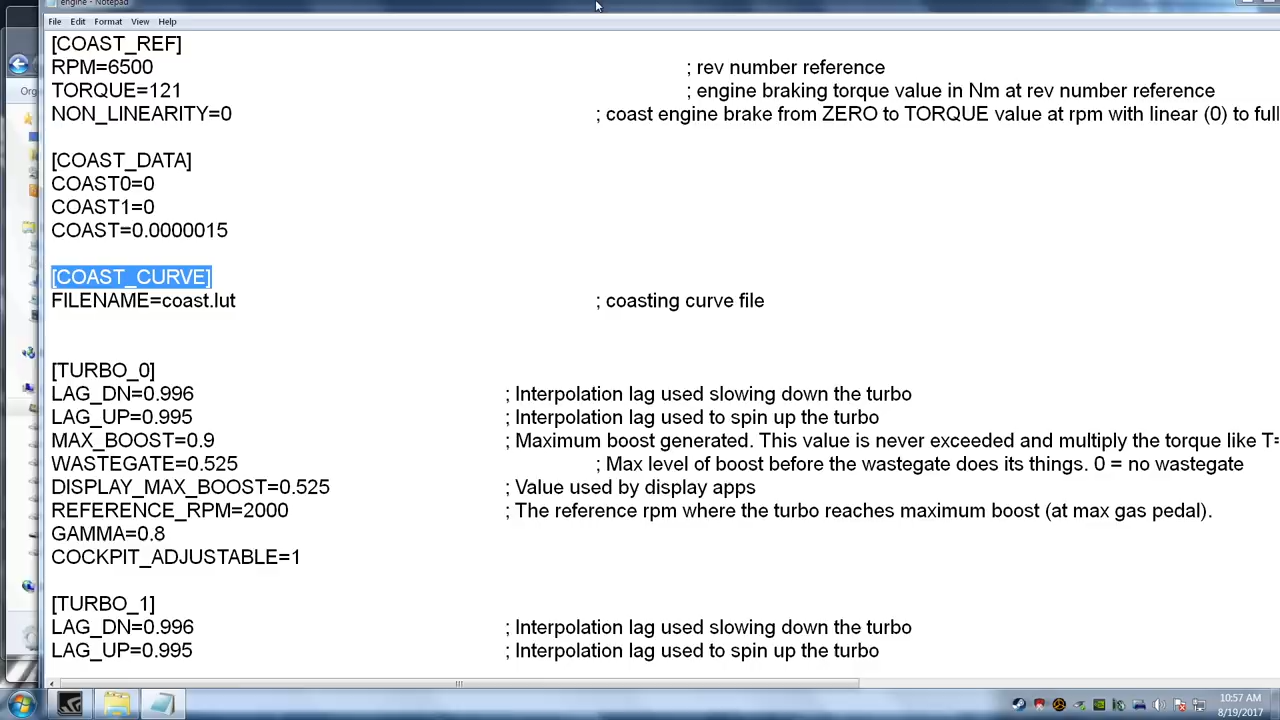 engine - Notepad
File Edit Format View Help
[COAST_REF]
RPM=6500 ; rev number reference
TORQUE=121 ; engine braking torque value in Nm at rev number reference
NON_LINEARITY=0 ; coast engine brake from ZERO to TORQUE value at rpm with linear (0) to full
[COAST_DATA]
COAST0=0
COAST1=0
COAST=0.0000015
[COAST_CURVE]
FILENAME=coast.lut ; coasting curve file
[TURBO_0]
LAG_DN=0.996 ; Interpolation lag used slowing down the turbo
LAG_UP=0.995 ; Interpolation lag used to spin up the turbo
MAX_BOOST=0.9 ; Maximum boost generated. This value is never exceeded and multiply the torque like T=
WASTEGATE=0.525 ; Max level of boost before the wastegate does its things. 0 = no wastegate
DISPLAY_MAX_BOOST=0.525 ; Value used by display apps
REFERENCE_RPM=2000 ; The reference rpm where the turbo reaches maximum boost (at max gas pedal).
GAMMA=0.8
COCKPIT_ADJUSTABLE=1
[TURBO_1]
LAG_DN=0.996 ; Interpolation lag used slowing down the turbo
LAG_UP=0.995 ; Interpolation lag used to spin up the turbo
Org
10:57 AM
8/19/2017